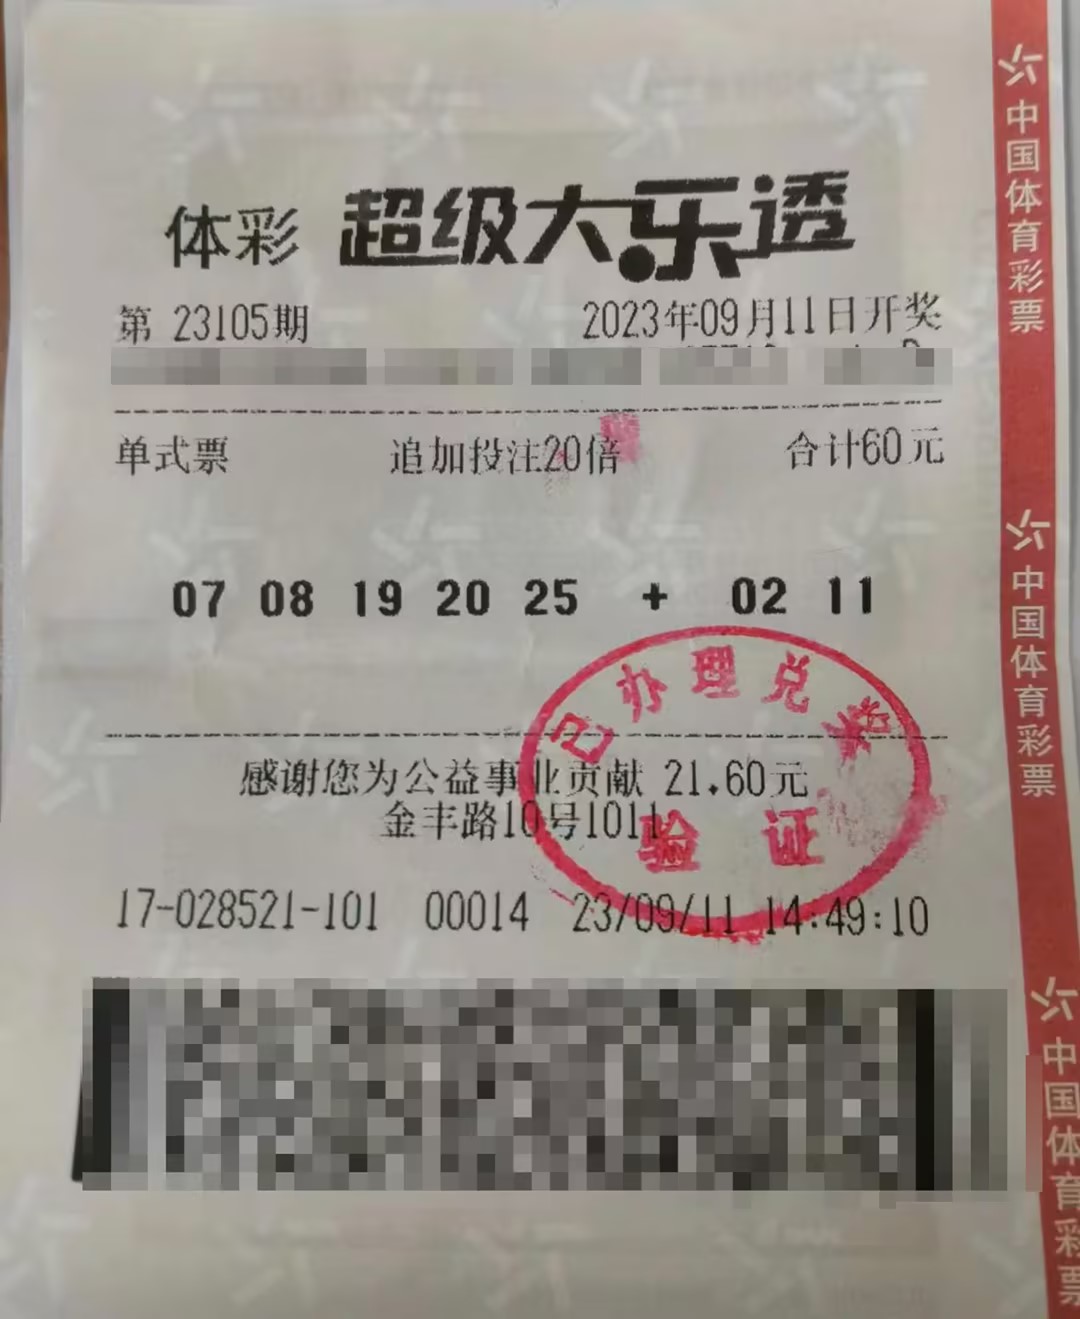 体彩 超级大乐透
第 23105期 2023年09月11日开奖
单式票 追加投注20倍 合计60元
07 08 19 20 25 + 02 11
感谢您为公益事业贡献 21.60元
金丰路10号1011
17-028521-101 00014 23/09/11 14:49:10
已办理兑奖
验证
中国体育彩票
中国体育彩票
中国体育彩票